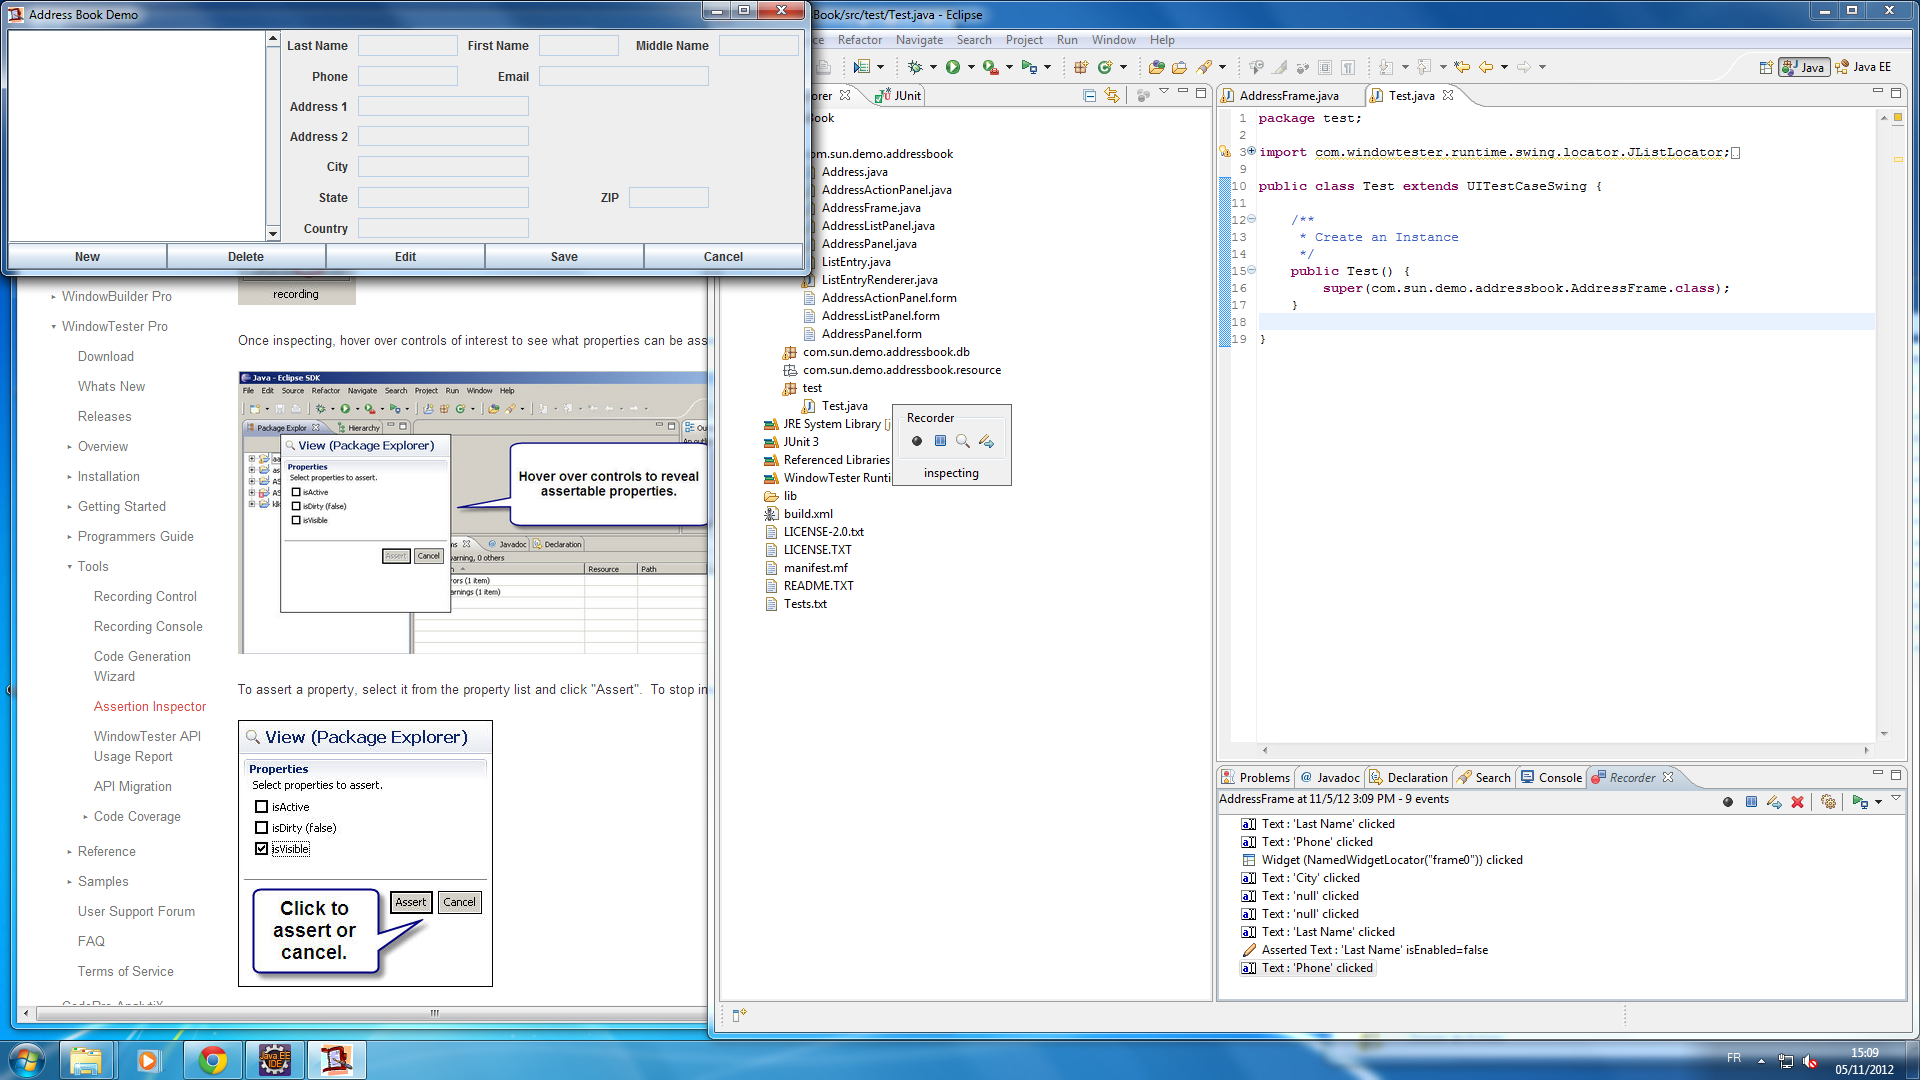 Address Book Demo
Last Name
First Name
Middle Name
Phone
Email
Address 1
Address 2
City
State
ZIP
Country
New
Delete
Edit
Save
Cancel
WindowBuilder Pro
WindowTester Pro
Download
Whats New
Releases
Overview
Installation
Getting Started
Programmers Guide
Tools
Recording Control
Recording Console
Code Generation
Wizard
Assertion Inspector
WindowTester API
Usage Report
API Migration
Code Coverage
Reference
Samples
User Support Forum
FAQ
Terms of Service
CodePro AnalytiX
recording
Once inspecting, hover over controls of interest to see what properties can be ass
Java - Eclipse SDK
File Edit Source Refactor Navigate Search Project Run Window Help
Package Explor
Hierarchy
View (Package Explorer)
Properties
Select properties to assert.
isActive
isDirty (false)
isVisible
Assert
Cancel
Hover over controls to reveal
assertable properties.
Javadoc
Declaration
arning, 0 others
Resource
Path
rors (1 item)
arnings (1 item)
To assert a property, select it from the property list and click "Assert".  To stop in
View (Package Explorer)
Properties
Select properties to assert.
isActive
isDirty (false)
isVisible
Assert
Cancel
Click to
assert or
cancel.
Book/src/test/Test.java - Eclipse
ce Refactor Navigate Search Project Run Window Help
Java
Java EE
orer
JUnit
Book
om.sun.demo.addressbook
Address.java
AddressActionPanel.java
AddressFrame.java
AddressListPanel.java
AddressPanel.java
ListEntry.java
ListEntryRenderer.java
AddressActionPanel.form
AddressListPanel.form
AddressPanel.form
com.sun.demo.addressbook.db
com.sun.demo.addressbook.resource
test
Test.java
JRE System Library [j
JUnit 3
Referenced Libraries
WindowTester Runti
lib
build.xml
LICENSE-2.0.txt
LICENSE.TXT
manifest.mf
README.TXT
Tests.txt
Recorder
inspecting
AddressFrame.java
Test.java
1 package test;
2
3 import com.windowtester.runtime.swing.locator.JListLocator;
9
10 public class Test extends UITestCaseSwing {
11
12 /**
13 * Create an Instance
14 */
15 public Test() {
16 super(com.sun.demo.addressbook.AddressFrame.class);
17 }
18
19 }
Problems
Javadoc
Declaration
Search
Console
Recorder
AddressFrame at 11/5/12 3:09 PM - 9 events
Text : 'Last Name' clicked
Text : 'Phone' clicked
Widget (NamedWidgetLocator("frame0")) clicked
Text : 'City' clicked
Text : 'null' clicked
Text : 'null' clicked
Text : 'Last Name' clicked
Asserted Text : 'Last Name' isEnabled=false
Text : 'Phone' clicked
Java EE
IDE
FR
15:09
05/11/2012